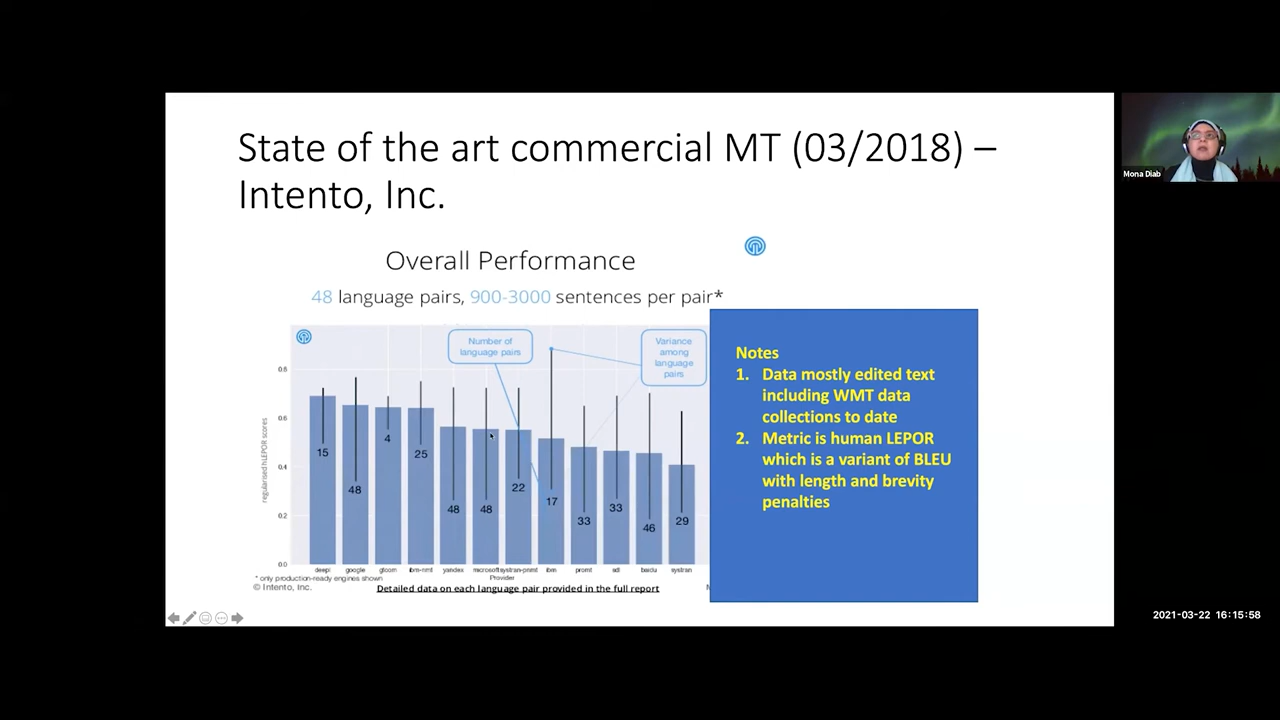 State of the art commercial MT (03/2018) –
Intento, Inc.
Overall Performance
48 language pairs, 900-3000 sentences per pair*
Number of
language pairs
Variance
among
language
pairs
regularised hLEPOR scores
0.8
0.6
0.4
0.2
0.0
15
48
4
25
48
48
22
17
33
33
46
29
deepl
google
gtcom
ibm-nmt
yandex
microsoft
systran-pnmt
ibm
promt
sdl
baidu
systran
Provider
* only production-ready engines shown
© Intento, Inc.
Detailed data on each language pair provided in the full report
Notes
1. Data mostly edited text
including WMT data
collections to date
2. Metric is human LEPOR
which is a variant of BLEU
with length and brevity
penalties
Mona Diab
2021-03-22 16:15:58